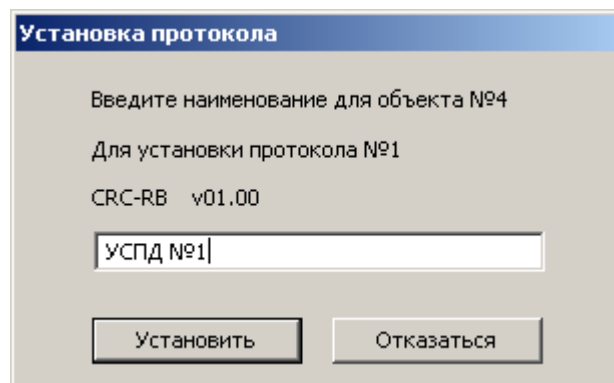 Установка протокола
Введите наименование для объекта №4
Для установки протокола №1
CRC-RB v01.00
УСПД №1
Установить Отказаться